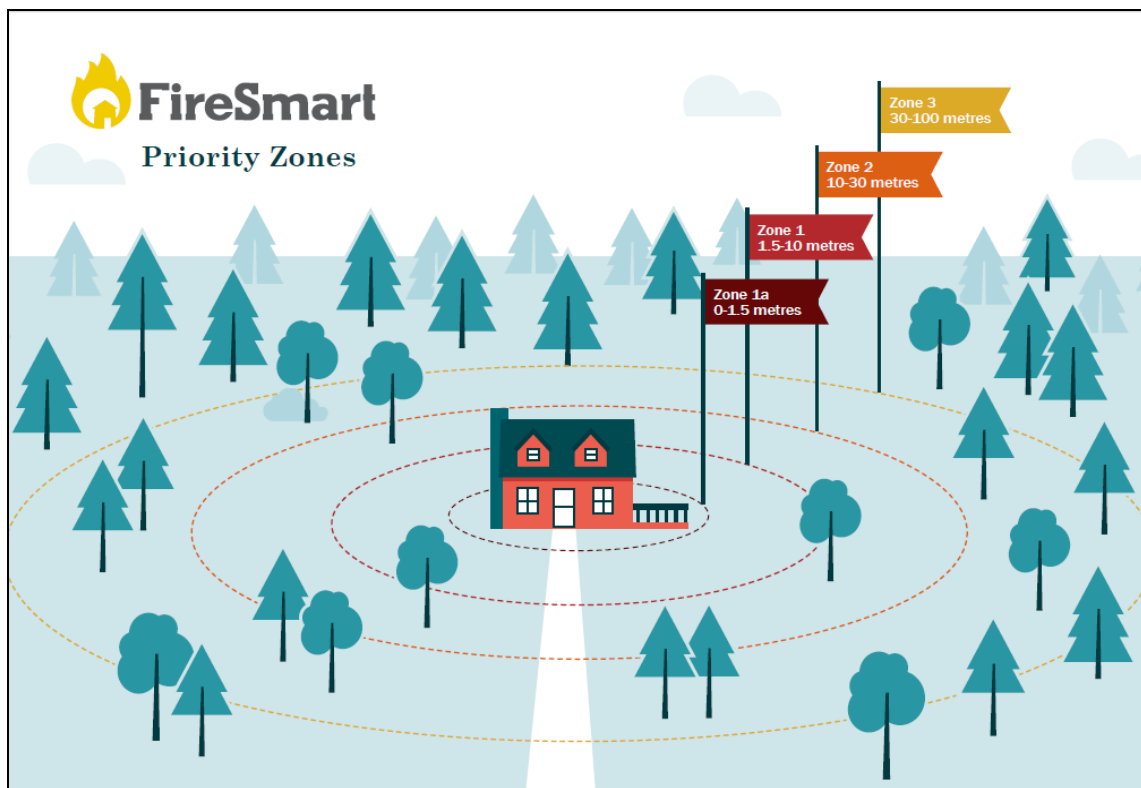 FireSmart
Priority Zones
Zone 3
30-100 metres
Zone 2
10-30 metres
Zone 1
1.5-10 metres
Zone 1a
0-1.5 metres